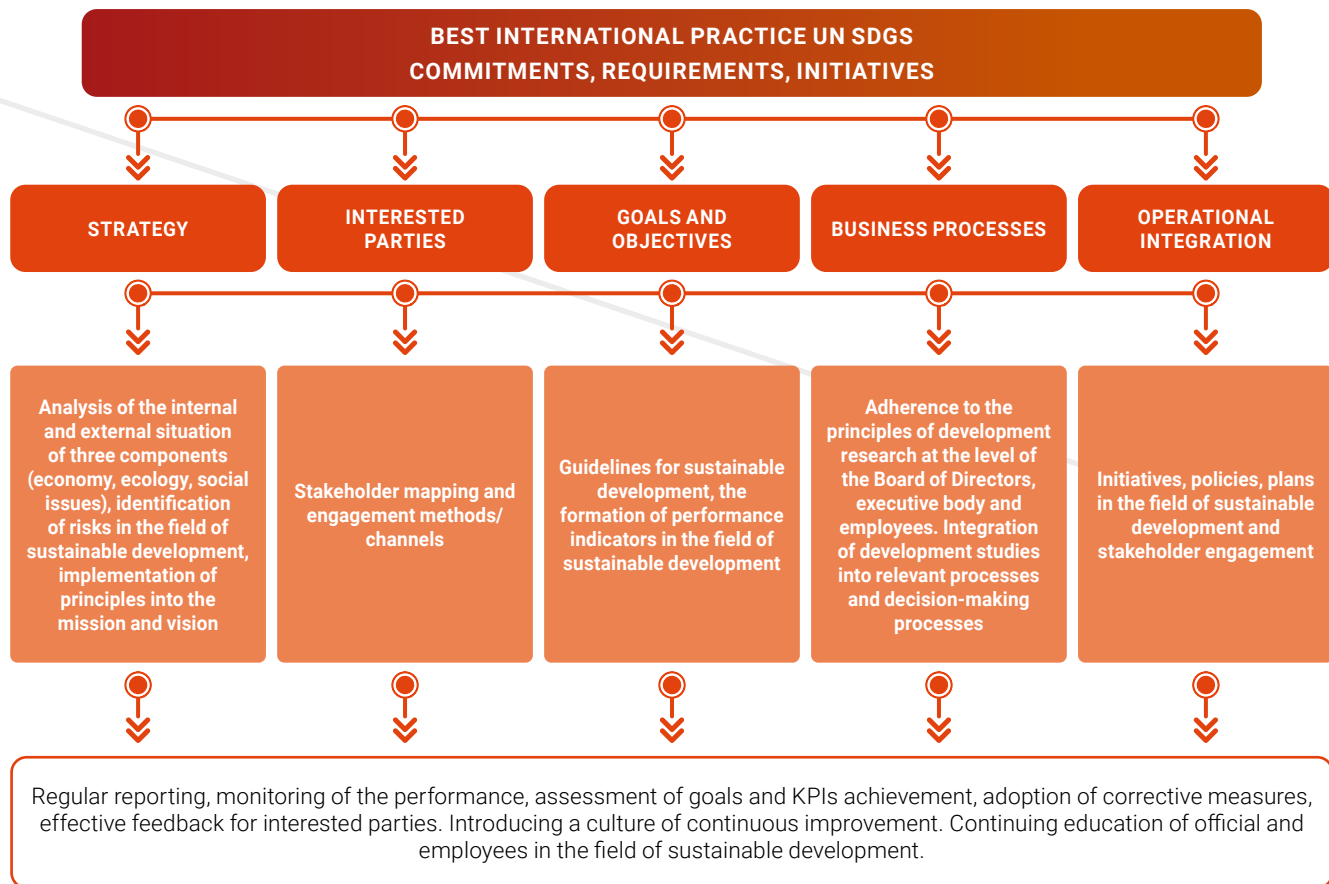 BEST INTERNATIONAL PRACTICE UN SDGS
COMMITMENTS, REQUIREMENTS, INITIATIVES
STRATEGY
INTERESTED
PARTIES
GOALS AND
OBJECTIVES
BUSINESS PROCESSES
OPERATIONAL
INTEGRATION
Analysis of the internal
and external situation
of three components
(economy, ecology, social
issues), identification
of risks in the field of
sustainable development,
implementation of
principles into the
mission and vision
Stakeholder mapping and
engagement methods/
channels
Guidelines for sustainable
development, the
formation of performance
indicators in the field of
sustainable development
Adherence to the
principles of development
research at the level of
the Board of Directors,
executive body and
employees. Integration
of development studies
into relevant processes
and decision-making
processes
Initiatives, policies, plans
in the field of sustainable
development and
stakeholder engagement
Regular reporting, monitoring of the performance, assessment of goals and KPIs achievement, adoption of corrective measures,
effective feedback for interested parties. Introducing a culture of continuous improvement. Continuing education of official and
employees in the field of sustainable development.